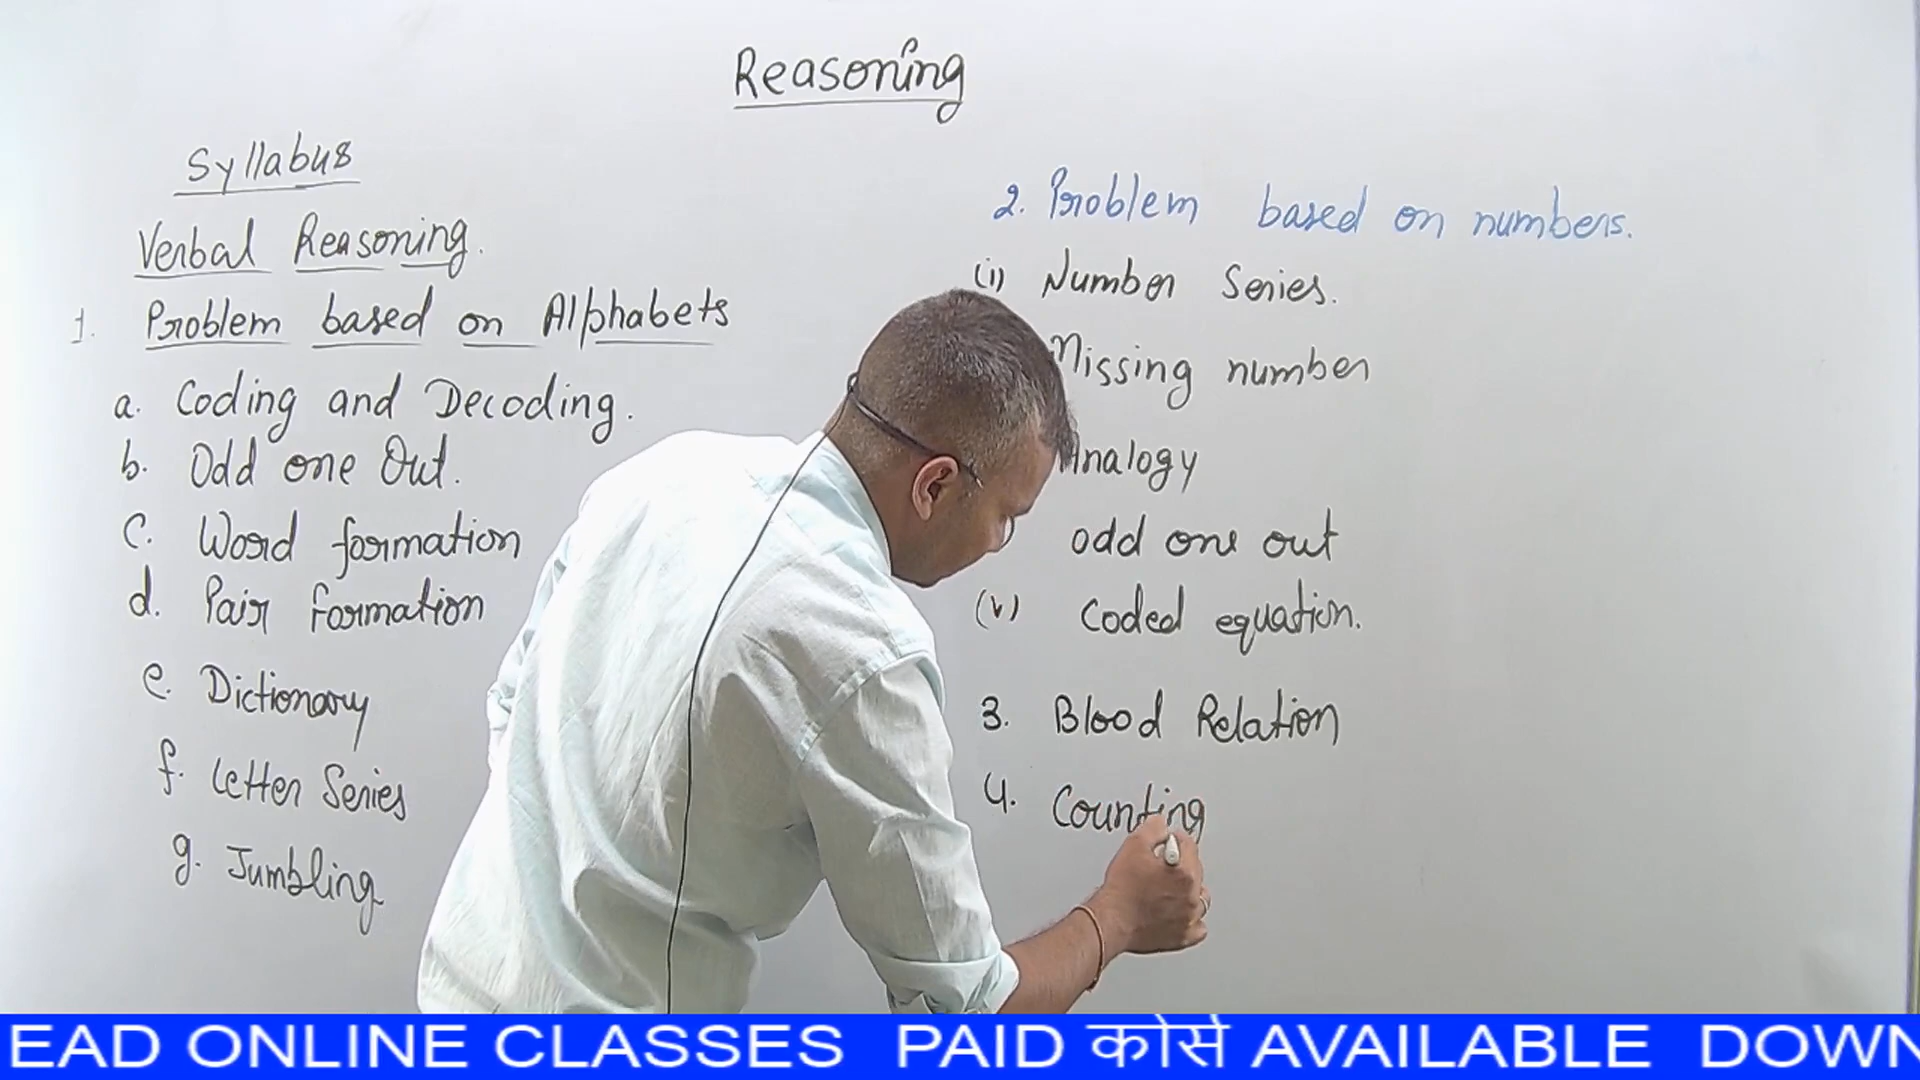 Reasoning
Syllabus
Verbal Reasoning.
1. Problem based on Alphabets
a. Coding and Decoding.
b. Odd one Out.
C. Word formation
d. Pair formation
e. Dictionary
f. Letter Series
g. Jumbling
2. Problem based on numbers.
(i) Number Series.
Missing number
Analogy
odd one out
(v) Coded equation.
3. Blood Relation
4. Counting
EAD ONLINE CLASSES PAID कोर्स AVAILABLE DOWN